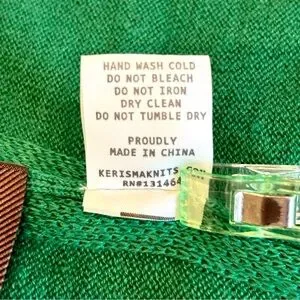 HAND WASH COLD
DO NOT BLEACH
DO NOT IRON
DRY CLEAN
DO NOT TUMBLE DRY
PROUDLY
MADE IN CHINA
KERISMAKNITS.COM
RN#131464